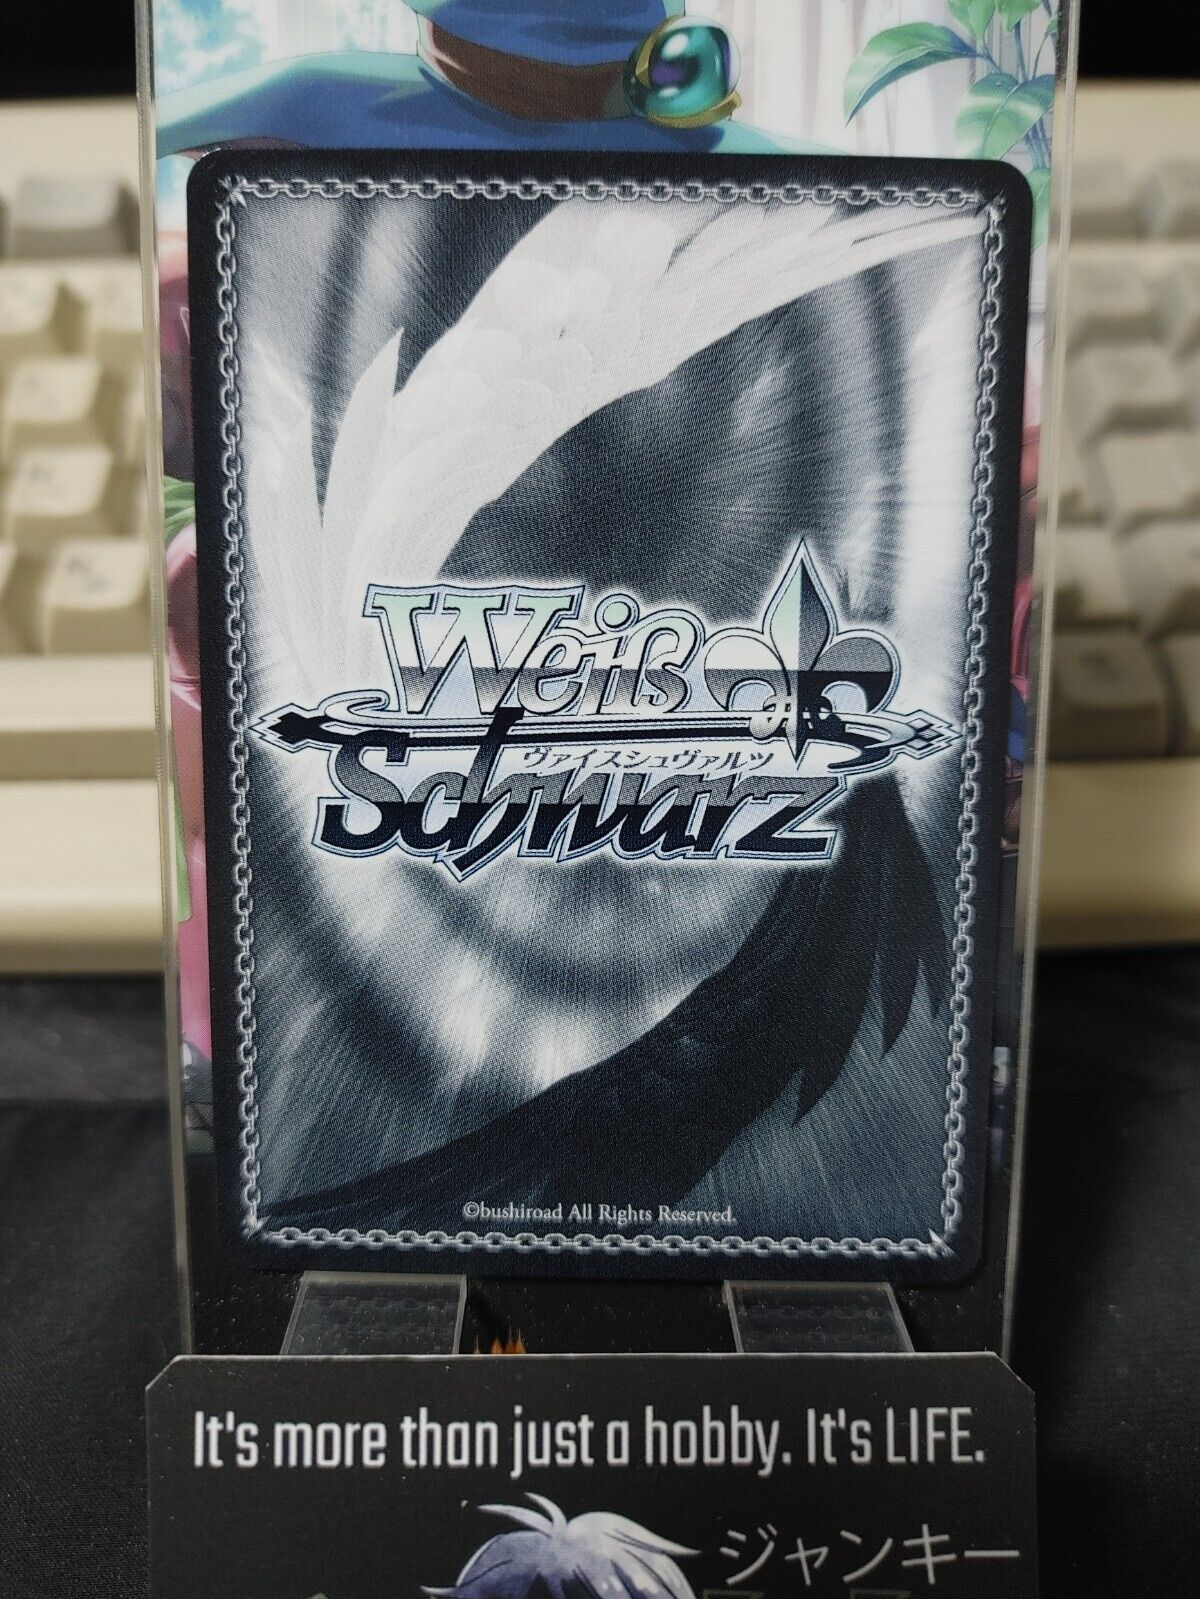 Weiß
ヴァイスシュヴァルツ
Schwarz
©bushiroad All Rights Reserved.
It's more than just a hobby. It's LIFE.
ジャンキー